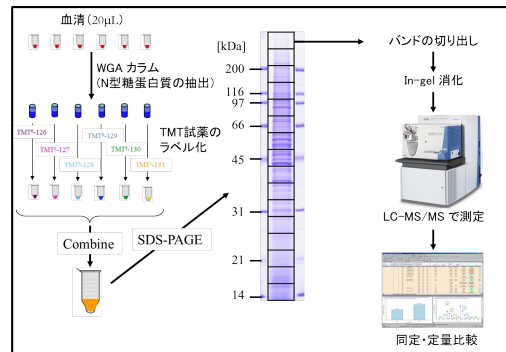 血清(20μL)
WGA カラム
(N型糖蛋白質の抽出)
TMT⁶-126
TMT⁶-127
TMT⁶-128
TMT⁶-129
TMT⁶-130
TMT⁶-131
TMT試薬の
ラベル化
Combine
SDS-PAGE
[kDa]
200
116
97
66
45
31
21
14
バンドの切り出し
In-gel 消化
LC-MS/MS で測定
同定・定量比較